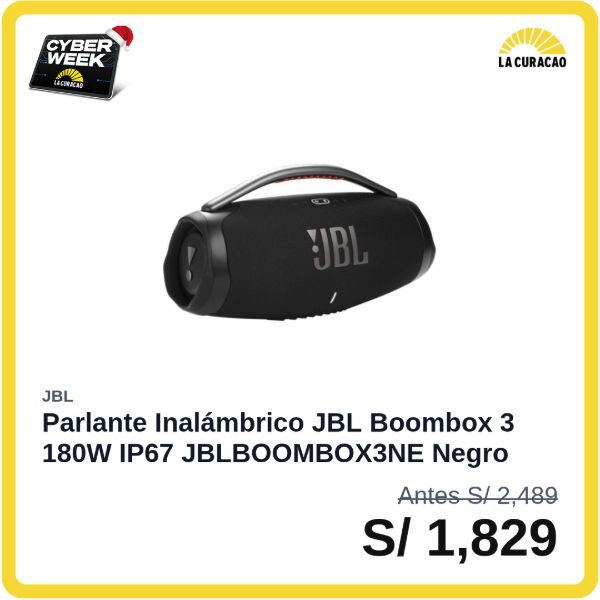 CYBER
WEEK
LA CURACAO
LA CURACAO
JBL
JBL
Parlante Inalámbrico JBL Boombox 3
180W IP67 JBLBOOMBOX3NE Negro
Antes S/ 2,489
S/ 1,829